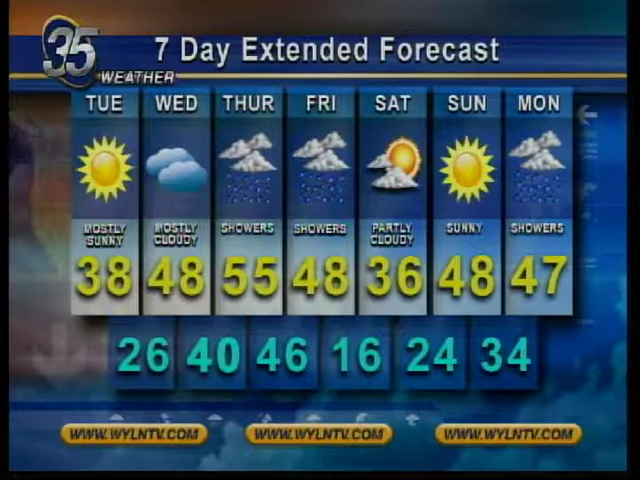 35
WEATHER
7 Day Extended Forecast
TUE WED THUR FRI SAT SUN MON
MOSTLY SUNNY MOSTLY CLOUDY SHOWERS SHOWERS PARTLY CLOUDY SUNNY SHOWERS
38 48 55 48 36 48 47
26 40 46 16 24 34
WWW.WYLNTV.COM WWW.WYLNTV.COM WWW.WYLNTV.COM